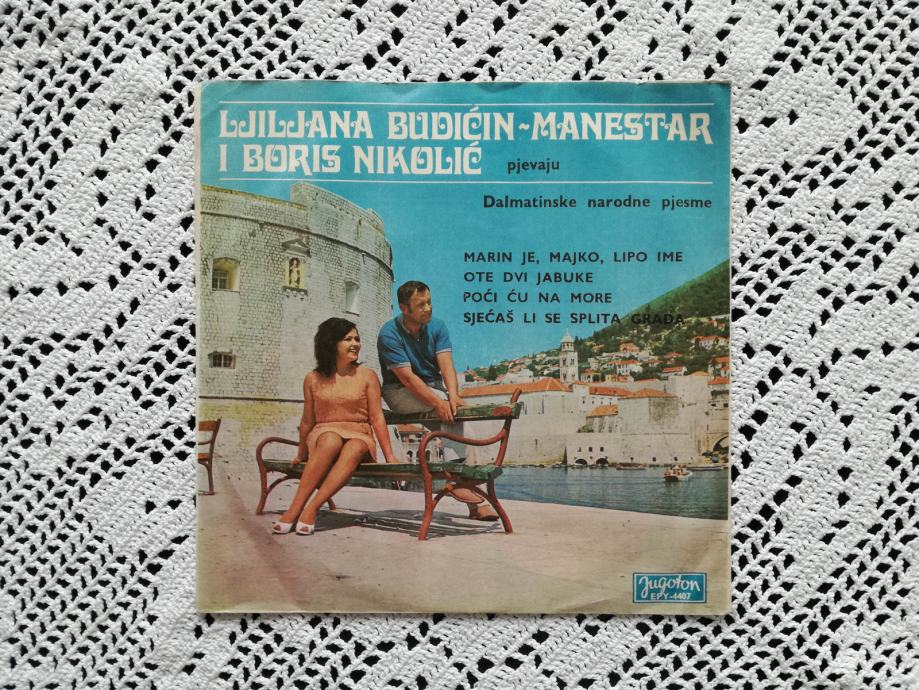 LJILJANA BUDIĆIN-MANESTAR
I BORIS NIKOLIĆ pjevaju
Dalmatinske narodne pjesme
MARIN JE, MAJKO, LIPO IME
OTE DVI JABUKE
POĆI ĆU NA MORE
SJEĆAŠ LI SE SPLITA GRADA
Jugoton
EPY-4407